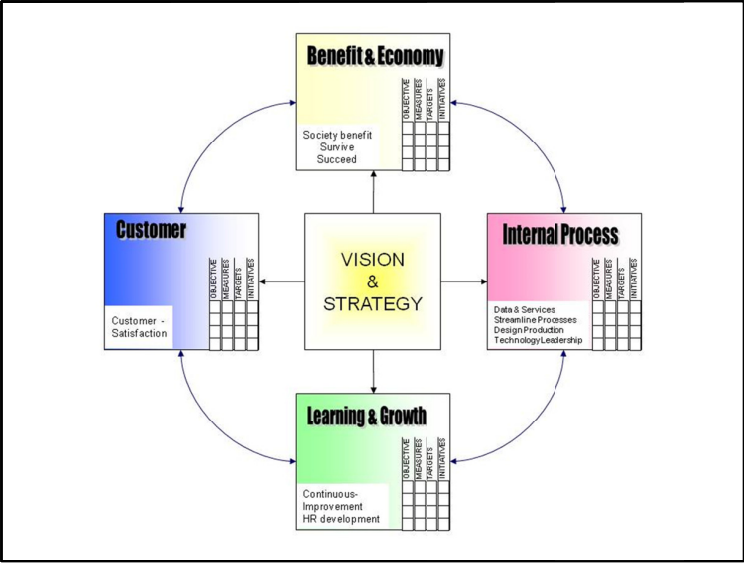 Benefit & Economy
OBJECTIVE
MEASURES
TARGETS
INITIATIVES
Society benefit
Survive
Succeed
Customer
OBJECTIVE
MEASURES
TARGETS
INITIATIVES
Customer -
Satisfaction
VISION
&
STRATEGY
Internal Process
OBJECTIVE
MEASURES
TARGETS
INITIATIVES
Data & Services
Streamline Processes
Design Production
Technology Leadership
Learning & Growth
OBJECTIVE
MEASURES
TARGETS
INITIATIVES
Continuous-
Improvement
HR development